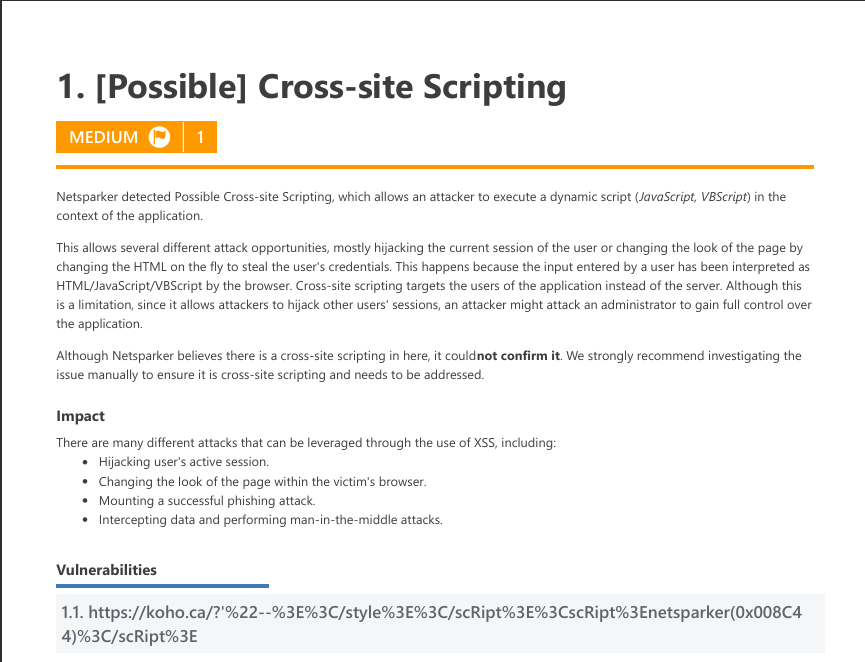 1. [Possible] Cross-site Scripting
MEDIUM 1
Netsparker detected Possible Cross-site Scripting, which allows an attacker to execute a dynamic script (JavaScript, VBScript) in the
context of the application.
This allows several different attack opportunities, mostly hijacking the current session of the user or changing the look of the page by
changing the HTML on the fly to steal the user's credentials. This happens because the input entered by a user has been interpreted as
HTML/JavaScript/VBScript by the browser. Cross-site scripting targets the users of the application instead of the server. Although this
is a limitation, since it allows attackers to hijack other users' sessions, an attacker might attack an administrator to gain full control over
the application.
Although Netsparker believes there is a cross-site scripting in here, it couldnot confirm it. We strongly recommend investigating the
issue manually to ensure it is cross-site scripting and needs to be addressed.
Impact
There are many different attacks that can be leveraged through the use of XSS, including:
• Hijacking user's active session.
• Changing the look of the page within the victim's browser.
• Mounting a successful phishing attack.
• Intercepting data and performing man-in-the-middle attacks.
Vulnerabilities
1.1. https://koho.ca/?'%22--%3E%3C/style%3E%3C/scRipt%3E%3CscRipt%3Enetsparker(0x008C4
4)%3C/scRipt%3E